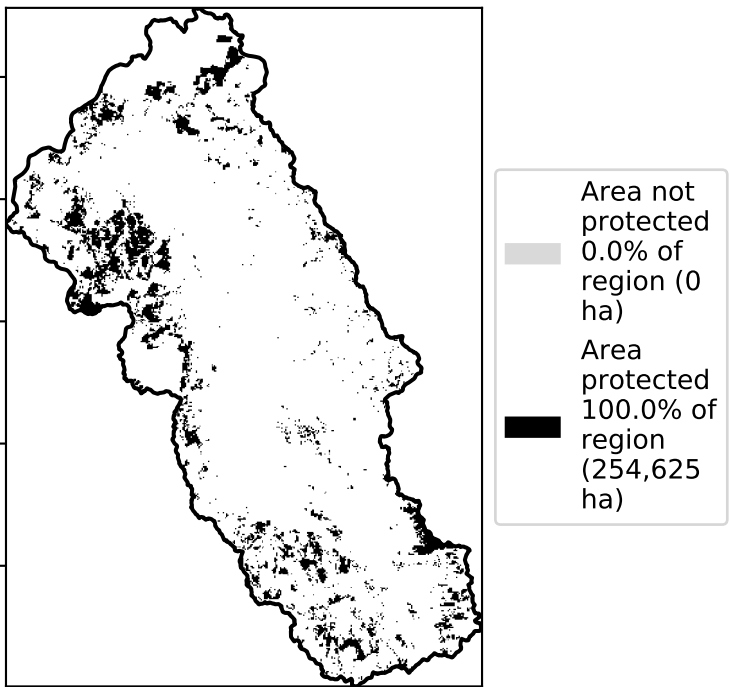 Area not
protected
0.0% of
region (0
ha)
Area
protected
100.0% of
region
(254,625
ha)